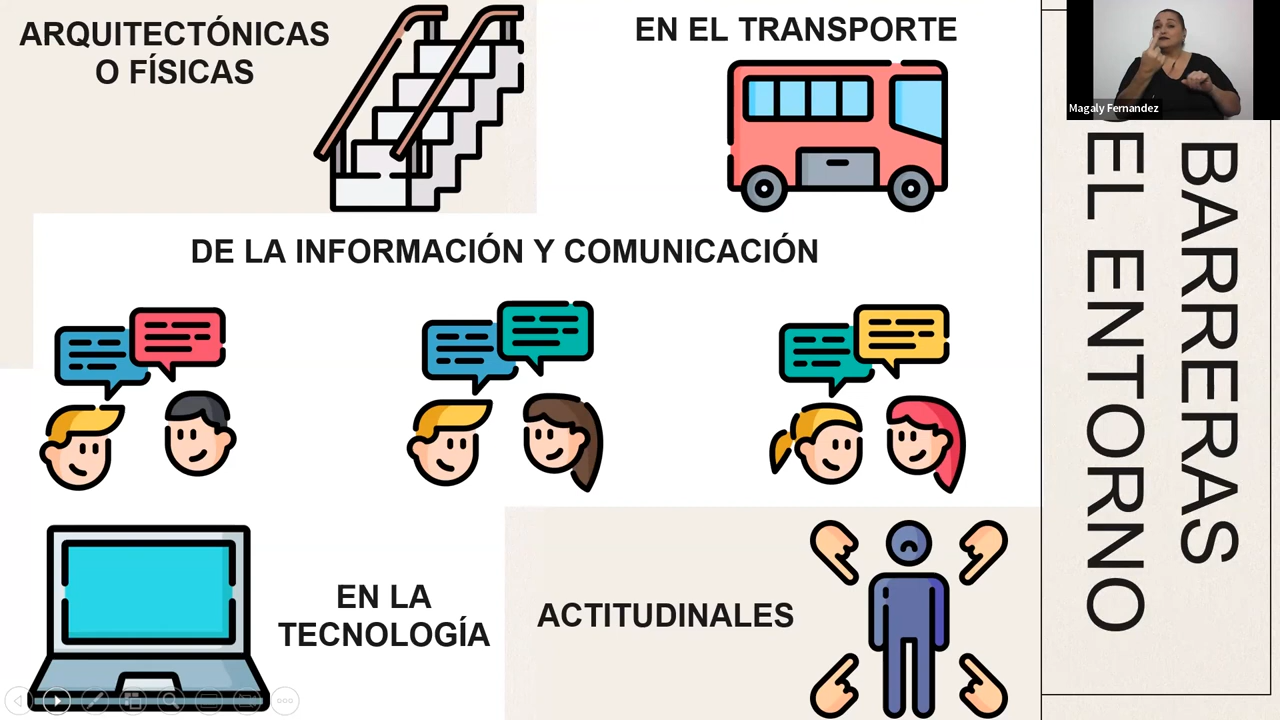 ARQUITECTÓNICAS
O FÍSICAS
EN EL TRANSPORTE
DE LA INFORMACIÓN Y COMUNICACIÓN
EN LA
TECNOLOGÍA
ACTITUDINALES
BARRERAS
EL ENTORNO
Magaly Fernandez